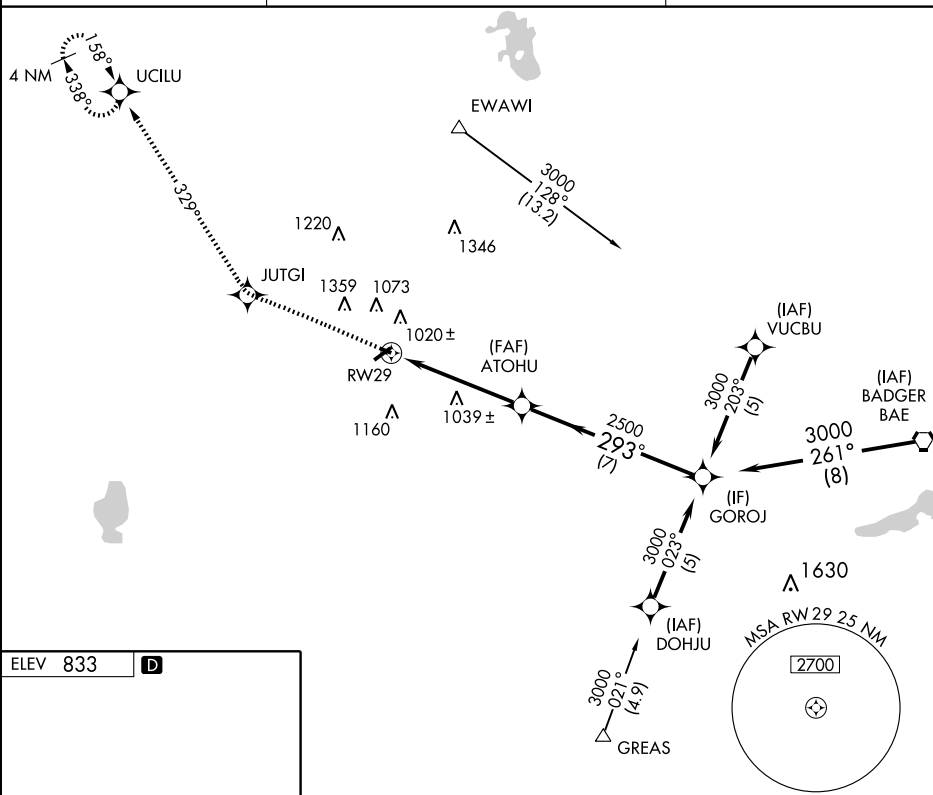 4 NM
158°
338°
UCILU
EWAWI
3000
128°
(13.2)
329°
1220
1346
JUTGI
1359
1073
1020±
RW29
(FAF)
ATOHU
(IAF)
VUCBU
3000
203°
(5)
(IAF)
BADGER
BAE
3000
261°
(8)
1160
1039±
2500
293°
(7)
(IF)
GOROJ
3000
023°
(5)
1630
(IAF)
DOHJU
MSA RW29 25 NM
2700
3000
021°
(4.9)
GREAS
ELEV 833 D